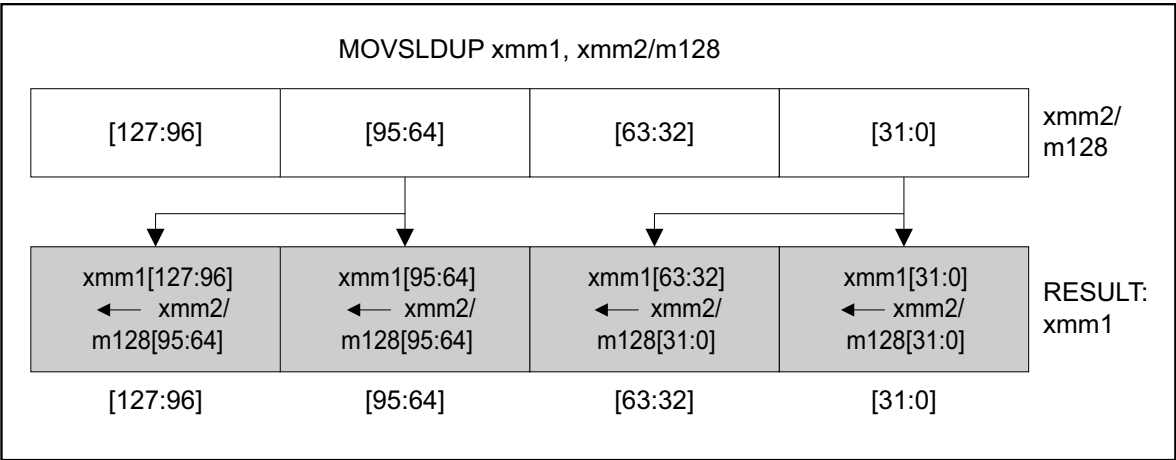 MOVSLDUP xmm1, xmm2/m128
[127:96] [95:64] [63:32] [31:0]
xmm2/
m128
xmm1[127:96]
← xmm2/
m128[95:64]
xmm1[95:64]
← xmm2/
m128[95:64]
xmm1[63:32]
← xmm2/
m128[31:0]
xmm1[31:0]
← xmm2/
m128[31:0]
RESULT:
xmm1
[127:96] [95:64] [63:32] [31:0]